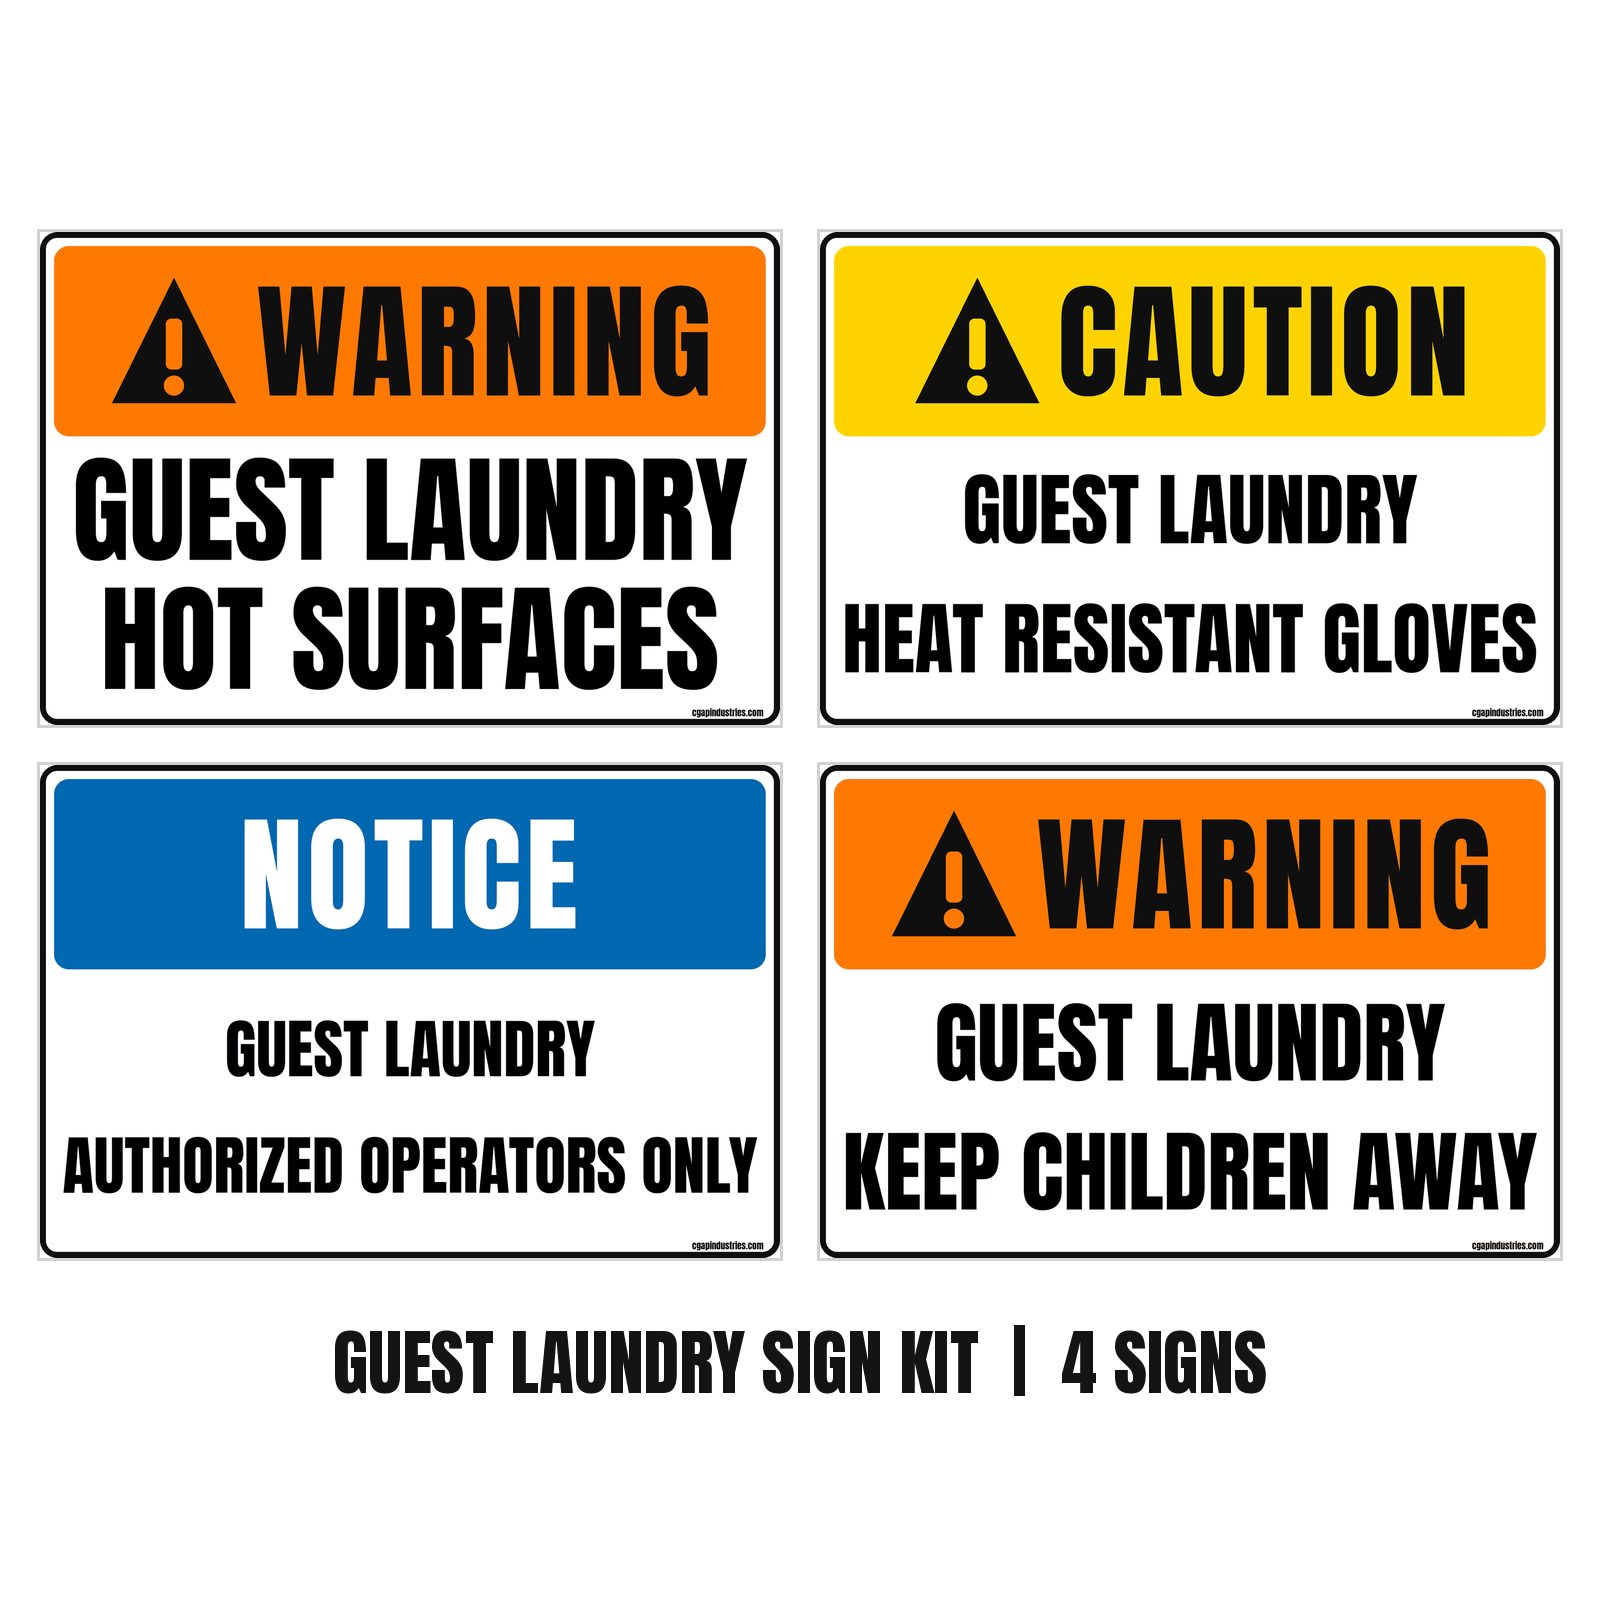 WARNING
GUEST LAUNDRY
HOT SURFACES
cgapindustries.com
CAUTION
GUEST LAUNDRY
HEAT RESISTANT GLOVES
cgapindustries.com
NOTICE
GUEST LAUNDRY
AUTHORIZED OPERATORS ONLY
cgapindustries.com
WARNING
GUEST LAUNDRY
KEEP CHILDREN AWAY
cgapindustries.com
GUEST LAUNDRY SIGN KIT | 4 SIGNS